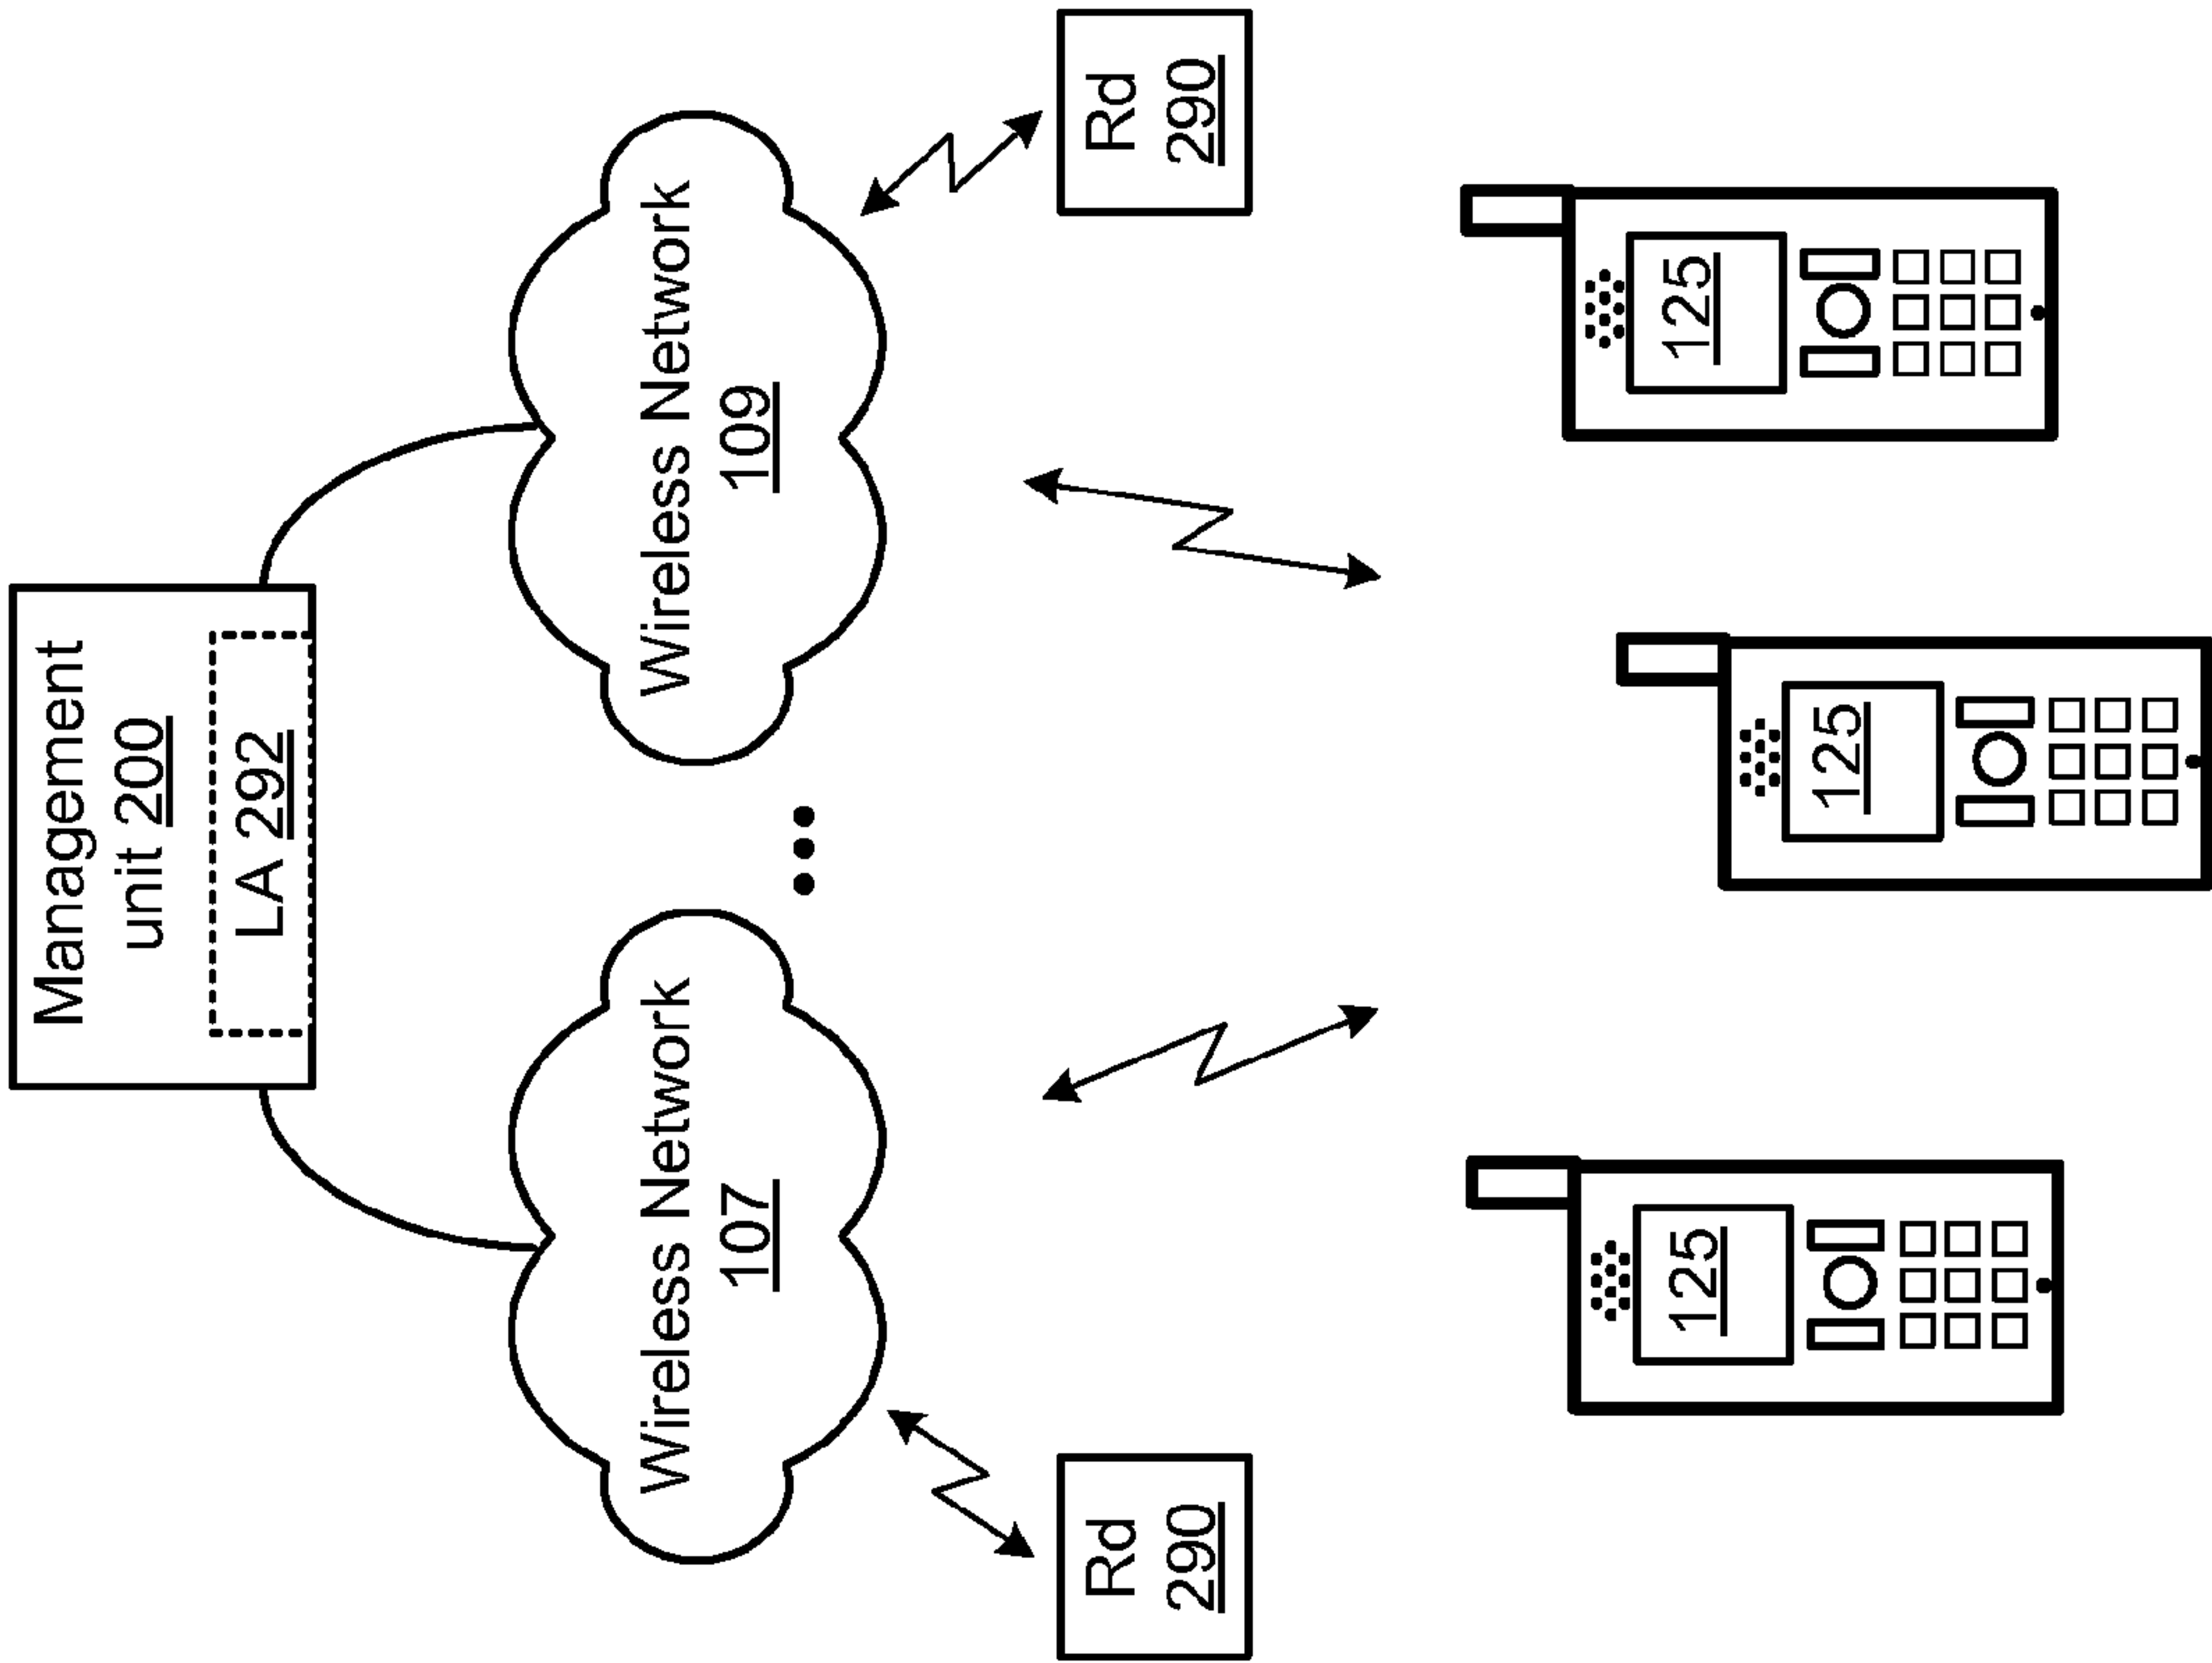 Management
unit 200
LA 292
Wireless Network
107
Wireless Network
109
Rd
290
Rd
290
125
125
125